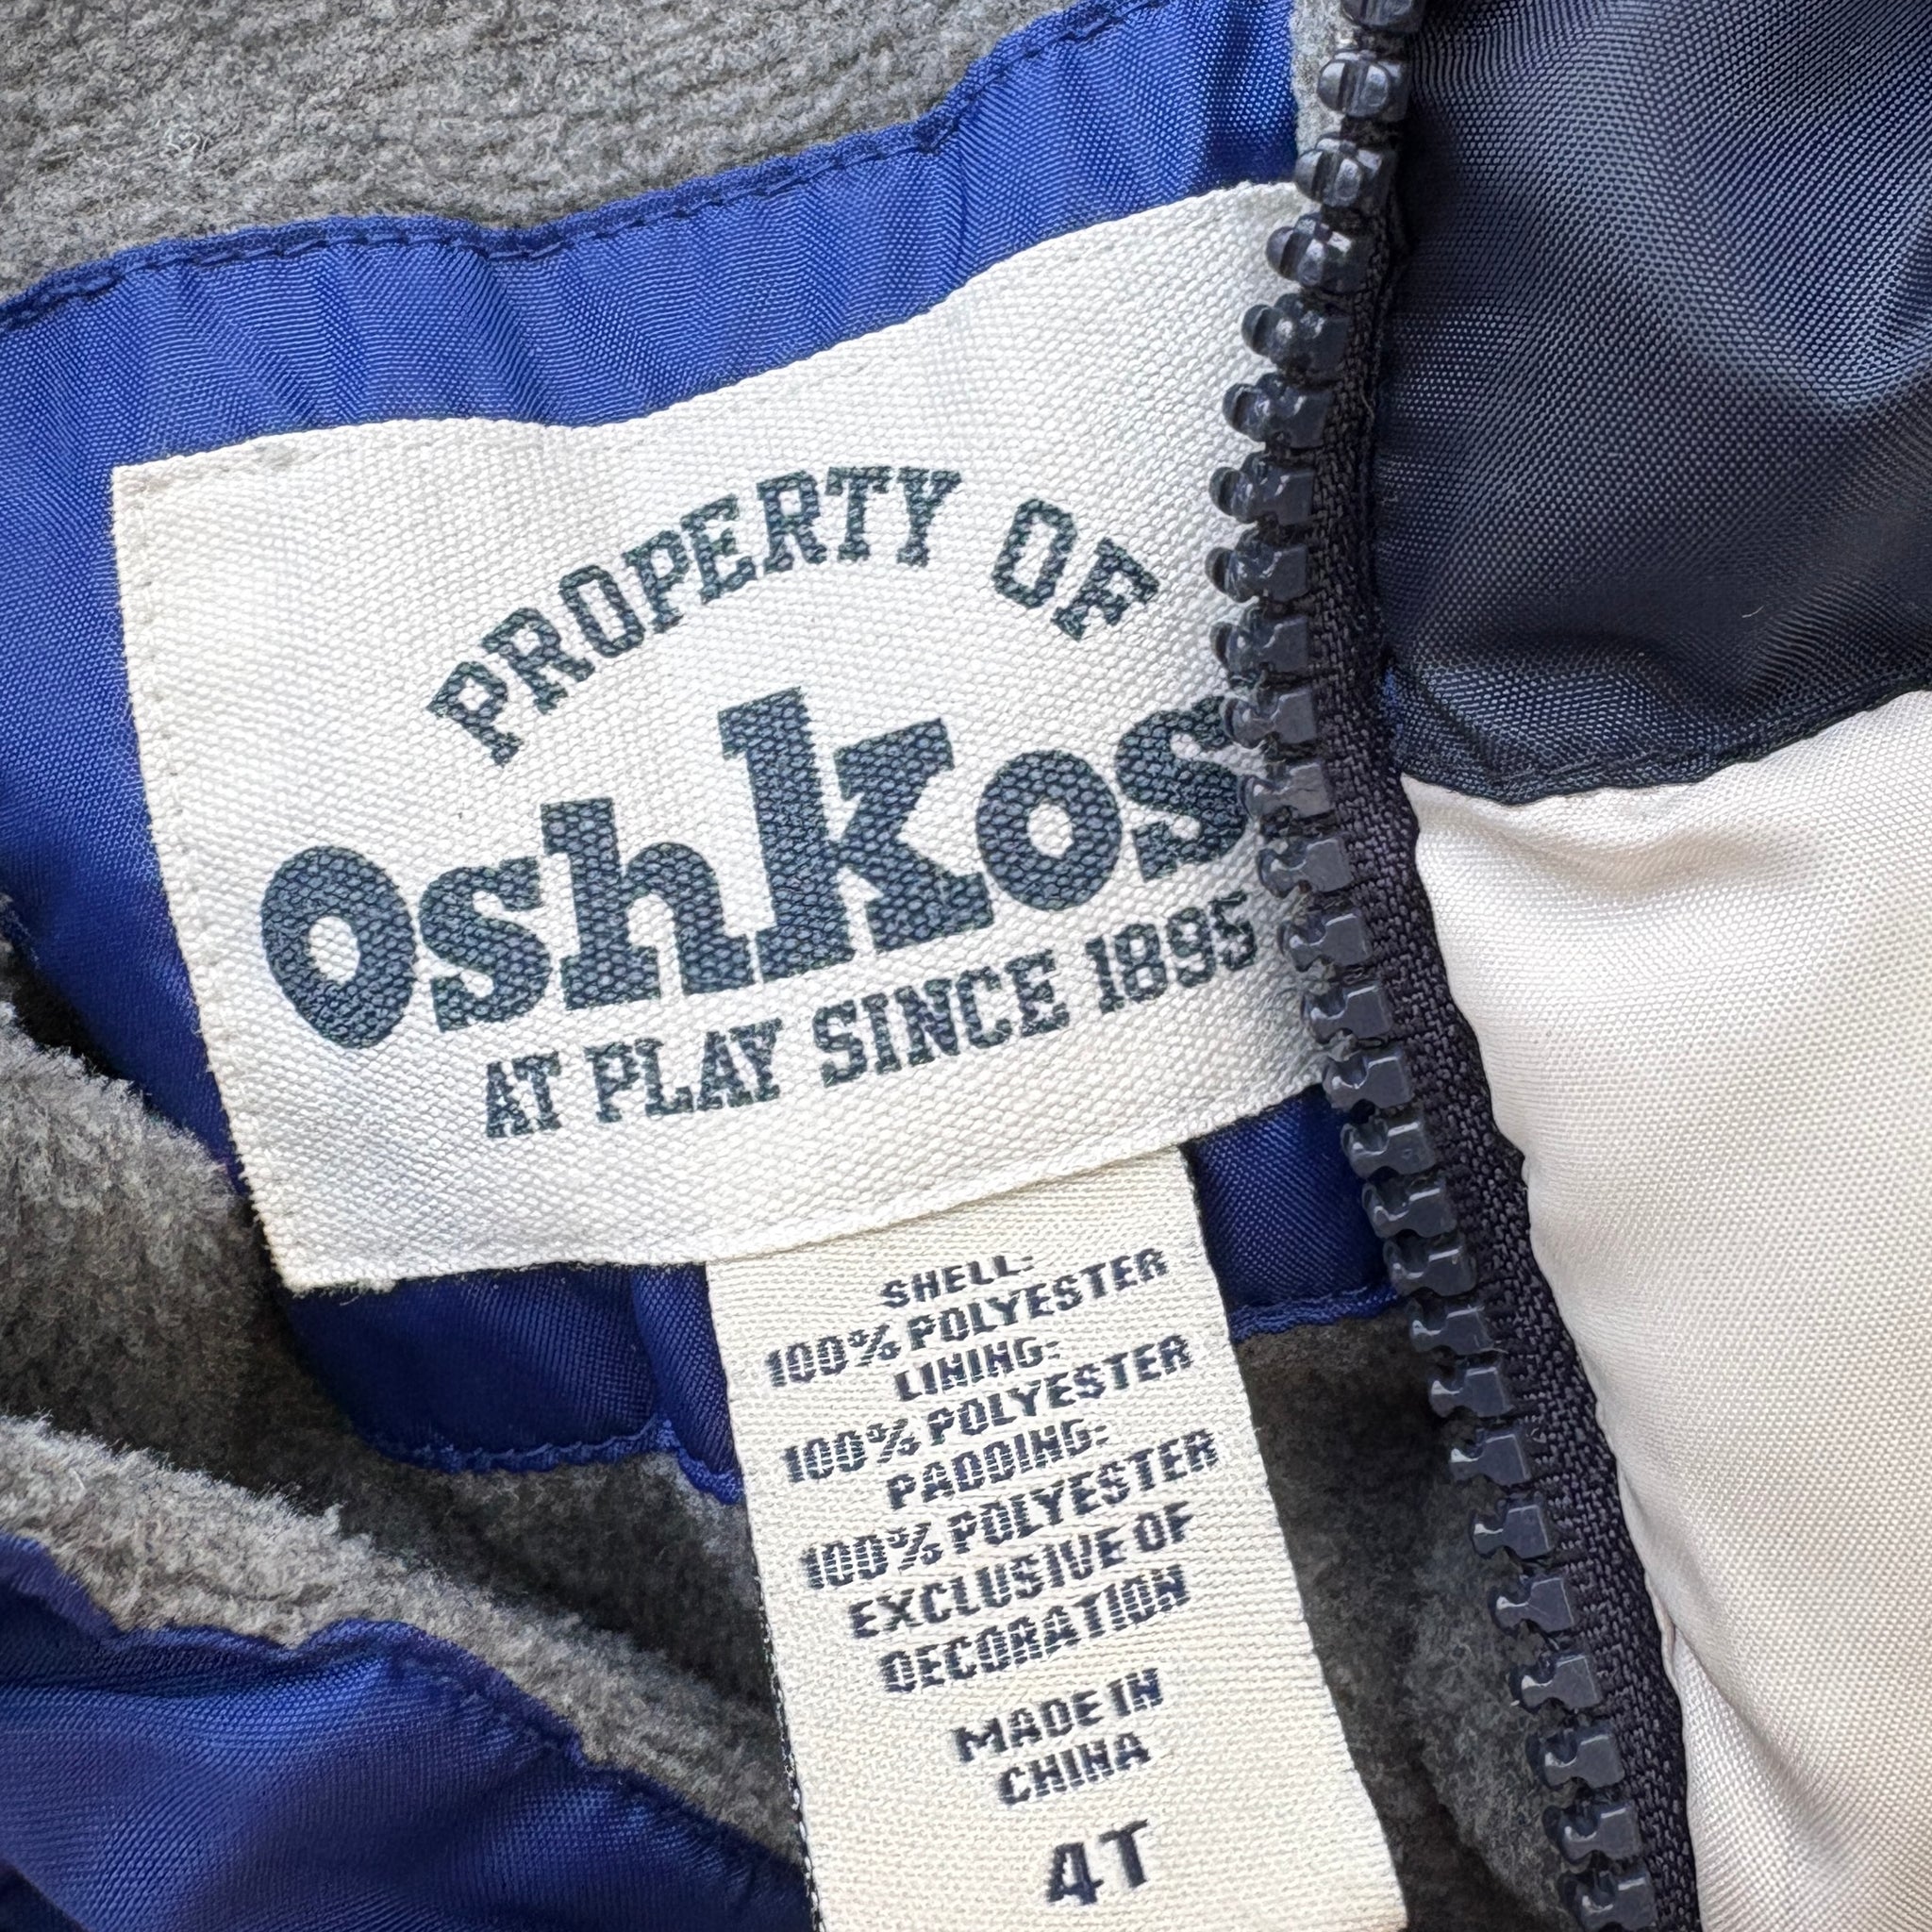 PROPERTY OF
Oshkos
AT PLAY SINCE 1895
SHELL:
100% POLYESTER
LINING:
100% POLYESTER
PADDING:
100% POLYESTER
EXCLUSIVE OF
DECORATION
MADE IN
CHINA
4T